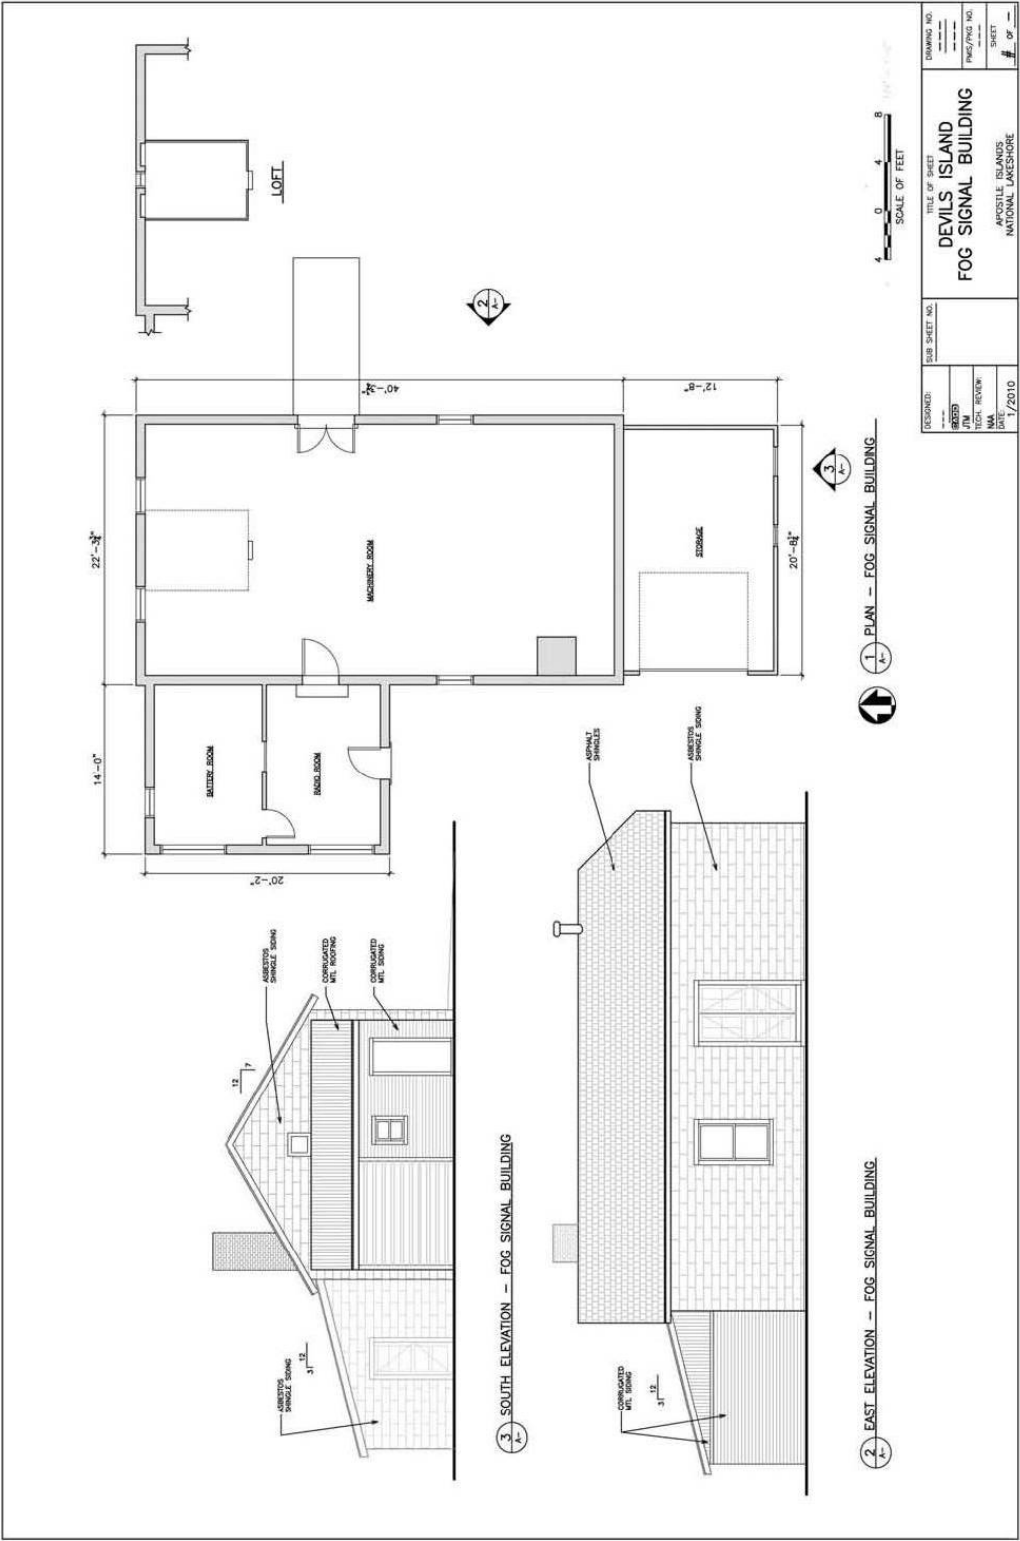 ASBESTOS
SHINGLE SIDING
3
12
12
7
ASBESTOS
SHINGLE SIDING
CORRUGATED
MTL ROOFING
CORRUGATED
MTL SIDING
3
A-
SOUTH ELEVATION - FOG SIGNAL BUILDING
CORRUGATED
MTL SIDING
3
12
ASPHALT
SHINGLES
ASBESTOS
SHINGLE SIDING
2
A-
EAST ELEVATION - FOG SIGNAL BUILDING
20'-2"
14'-0"
22'-3¾"
BATTERY ROOM
RADIO ROOM
MACHINERY ROOM
STORAGE
40'-3¾"
12'-8"
1
A-
PLAN - FOG SIGNAL BUILDING
3
A-
2
A-
LOFT
4 0 4 8
SCALE OF FEET
DESIGNED:
JTM
TECH. REVIEW:
NAA
DATE:
1/2010
SUB SHEET NO.
TITLE OF SHEET
DEVILS ISLAND
FOG SIGNAL BUILDING
APOSTLE ISLANDS
NATIONAL LAKESHORE
DRAWING NO.
PMIS/PKG NO.
SHEET
# OF